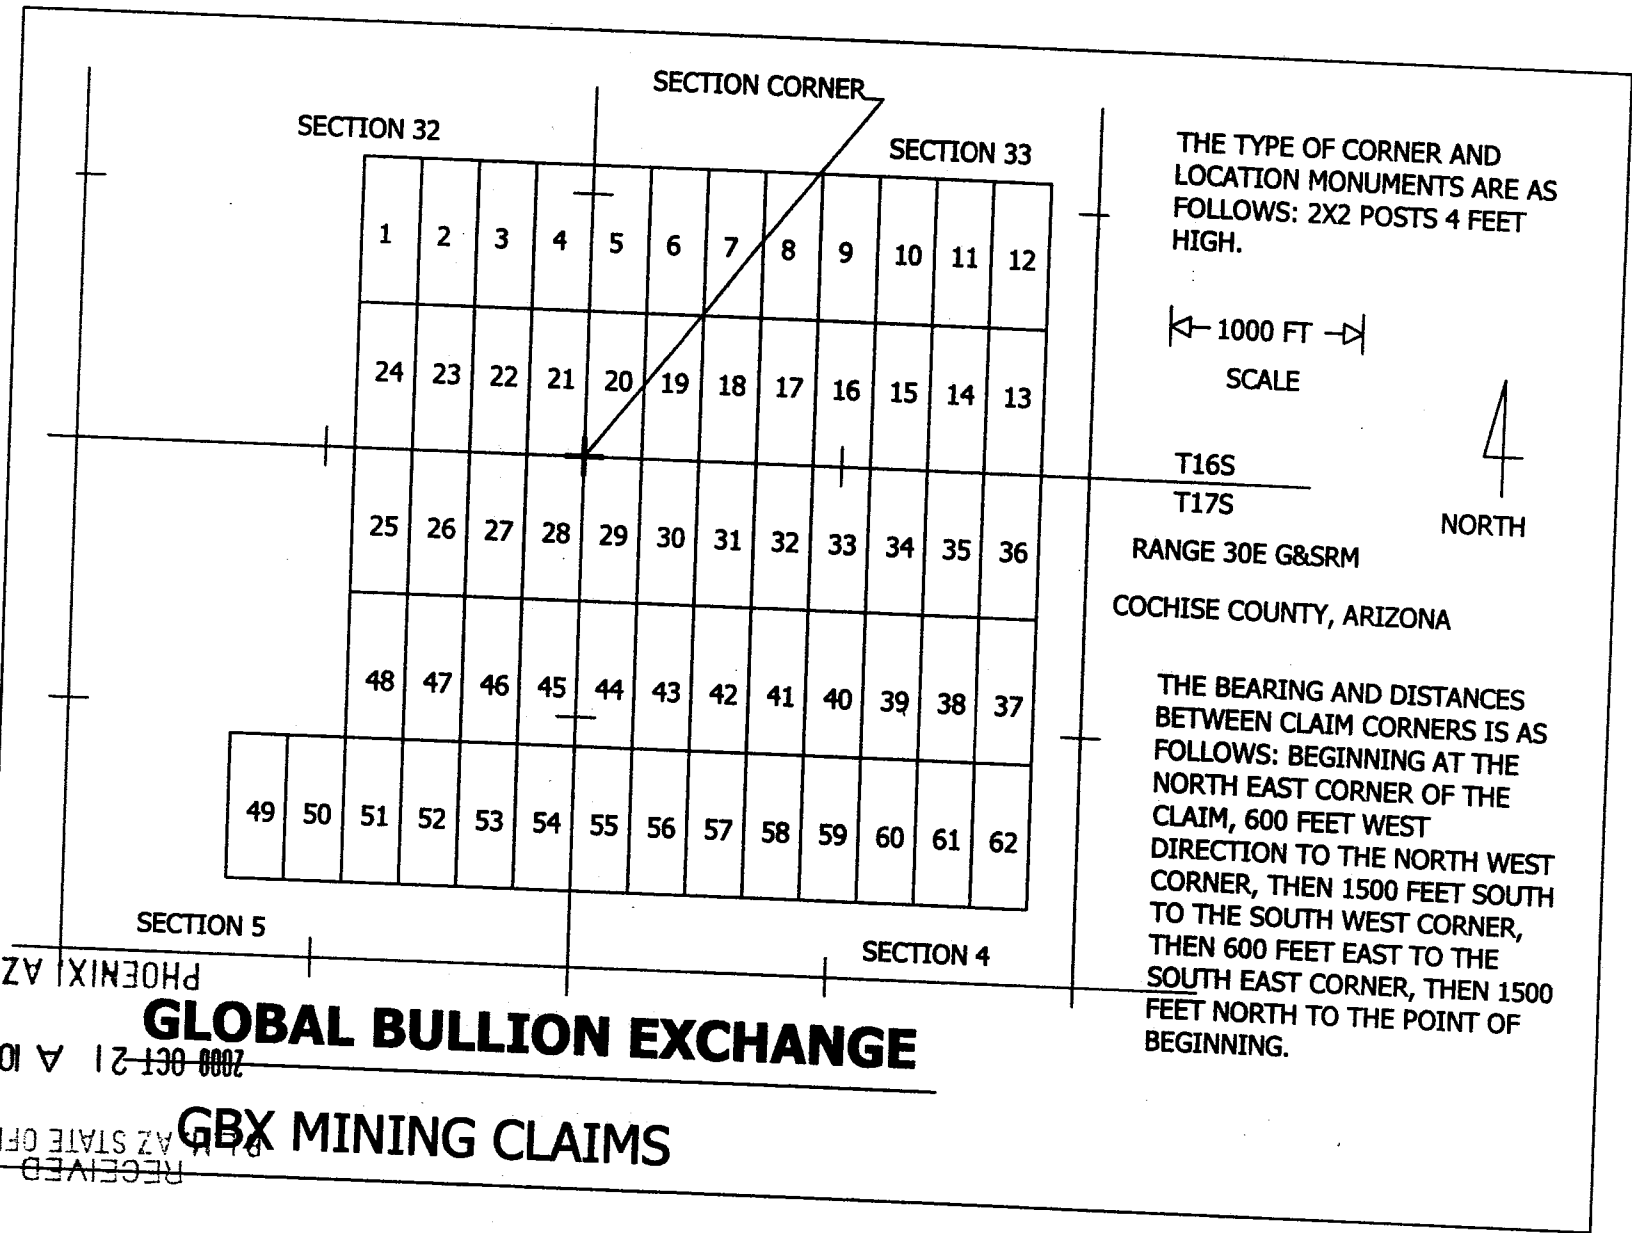 SECTION CORNER
SECTION 32
SECTION 33
1 2 3 4 5 6 7 8 9 10 11 12
24 23 22 21 20 19 18 17 16 15 14 13
25 26 27 28 29 30 31 32 33 34 35 36
48 47 46 45 44 43 42 41 40 39 38 37
49 50 51 52 53 54 55 56 57 58 59 60 61 62
SECTION 5
SECTION 4
THE TYPE OF CORNER AND
LOCATION MONUMENTS ARE AS
FOLLOWS: 2X2 POSTS 4 FEET
HIGH.
1000 FT
SCALE
T16S
T17S
NORTH
RANGE 30E G&SRM
COCHISE COUNTY, ARIZONA
THE BEARING AND DISTANCES
BETWEEN CLAIM CORNERS IS AS
FOLLOWS: BEGINNING AT THE
NORTH EAST CORNER OF THE
CLAIM, 600 FEET WEST
DIRECTION TO THE NORTH WEST
CORNER, THEN 1500 FEET SOUTH
TO THE SOUTH WEST CORNER,
THEN 600 FEET EAST TO THE
SOUTH EAST CORNER, THEN 1500
FEET NORTH TO THE POINT OF
BEGINNING.
GLOBAL BULLION EXCHANGE
GBX MINING CLAIMS
RECEIVED
AZ STATE
OCT 21 A
PHOENIX, AZ